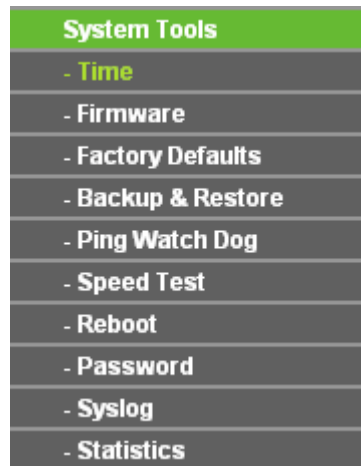 System Tools
- Time
- Firmware
- Factory Defaults
- Backup & Restore
- Ping Watch Dog
- Speed Test
- Reboot
- Password
- Syslog
- Statistics